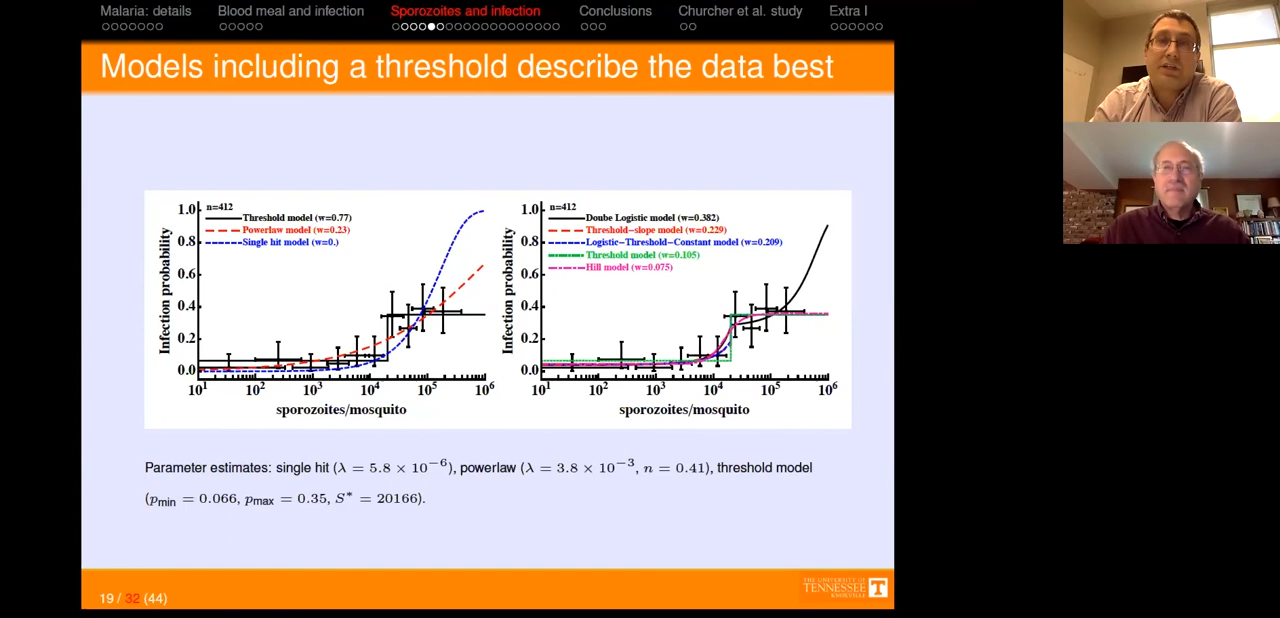 Malaria: details
Blood meal and infection
Sporozoites and infection
Conclusions
Churcher et al. study
Extra I
Models including a threshold describe the data best
n=412
Threshold model (w=0.77)
Powerlaw model (w=0.23)
Single hit model (w=0.)
Infection probability
1.0
0.8
0.6
0.4
0.2
0.0
10^1 10^2 10^3 10^4 10^5 10^6
sporozoites/mosquito
n=412
Doube Logistic model (w=0.382)
Threshold−slope model (w=0.229)
Logistic−Threshold−Constant model (w=0.209)
Threshold model (w=0.105)
Hill model (w=0.075)
Infection probability
1.0
0.8
0.6
0.4
0.2
0.0
10^1 10^2 10^3 10^4 10^5 10^6
sporozoites/mosquito
Parameter estimates: single hit (λ = 5.8 × 10^−6), powerlaw (λ = 3.8 × 10^−3, n = 0.41), threshold model
(p_min = 0.066, p_max = 0.35, S* = 20166).
19 / 32 (44)
THE UNIVERSITY OF
TENNESSEE
KNOXVILLE
T